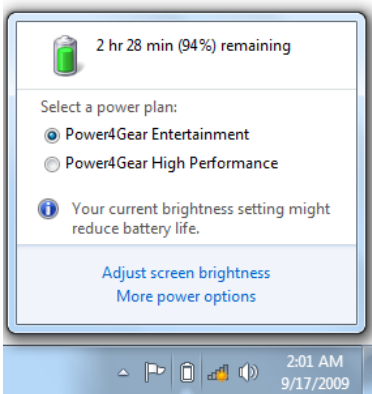 2 hr 28 min (94%) remaining
Select a power plan:
Power4Gear Entertainment
Power4Gear High Performance
Your current brightness setting might
reduce battery life.
Adjust screen brightness
More power options
2:01 AM
9/17/2009